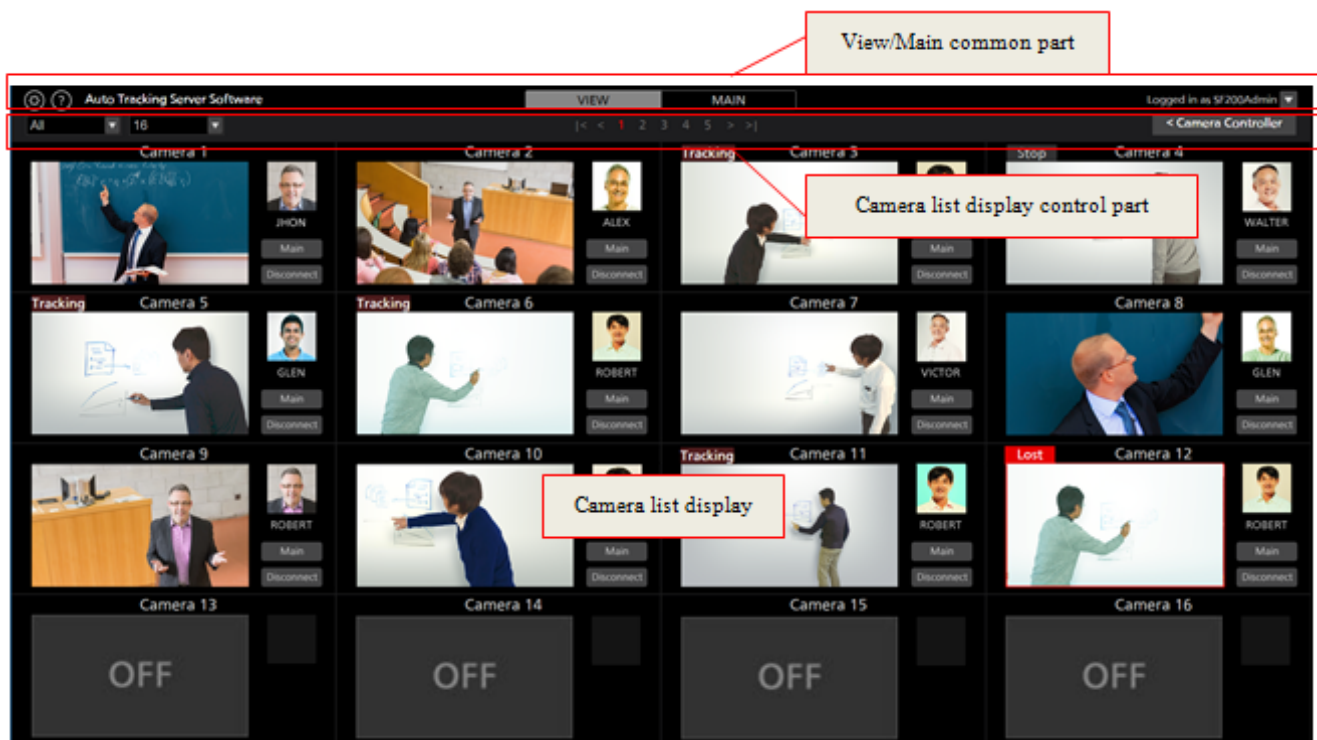 View/Main common part
Auto Tracking Server Software
VIEW
MAIN
Logged in as SF200Admin
All
16
|< < 1 2 3 4 5 > >|
< Camera Controller
Camera 1
JHON
Main
Disconnect
Camera 2
ALEX
Main
Disconnect
Tracking
Camera 3
Main
Disconnect
Stop
Camera 4
WALTER
Main
Disconnect
Camera list display control part
Tracking
Camera 5
GLEN
Main
Disconnect
Tracking
Camera 6
ROBERT
Main
Disconnect
Camera 7
VICTOR
Main
Disconnect
Camera 8
GLEN
Main
Disconnect
Camera 9
ROBERT
Main
Disconnect
Camera 10
Main
Disconnect
Camera list display
Tracking
Camera 11
ROBERT
Main
Disconnect
Lost
Camera 12
ROBERT
Main
Disconnect
Camera 13
OFF
Camera 14
OFF
Camera 15
OFF
Camera 16
OFF